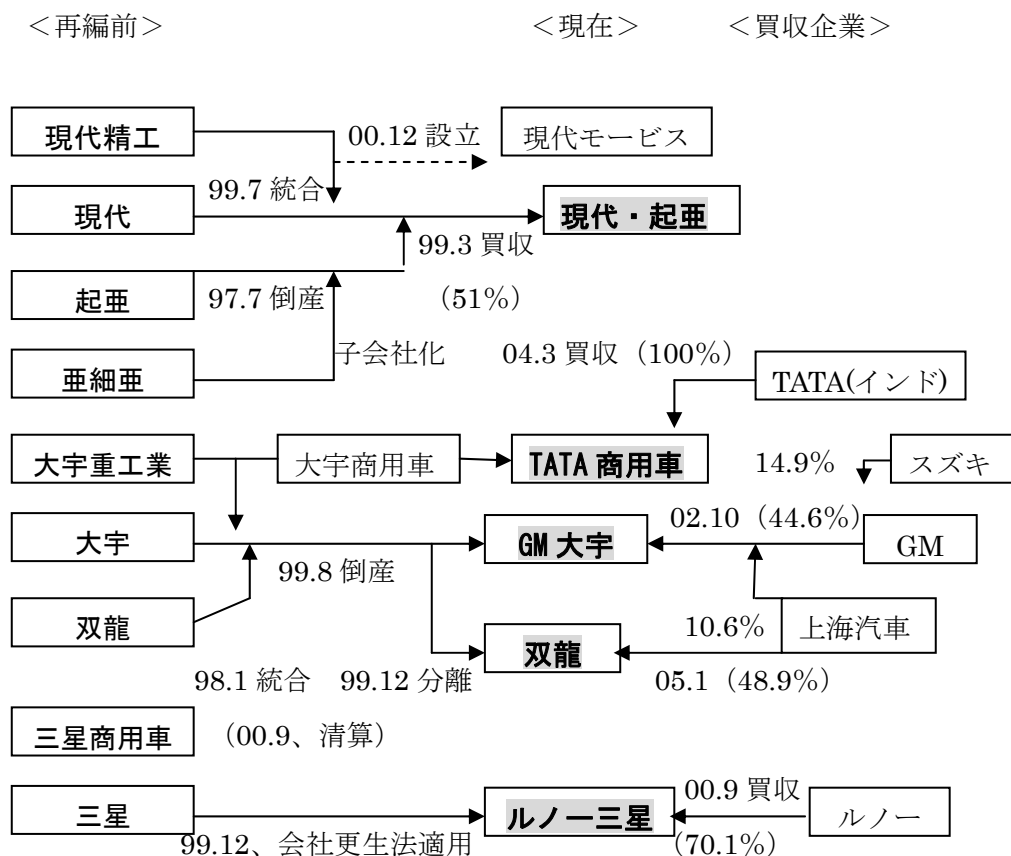 ＜再編前＞ ＜現在＞ ＜買収企業＞
現代精工 00.12 設立 現代モービス
99.7 統合
現代 現代・起亜
99.3 買収
起亜 97.7 倒産 （51％）
子会社化 04.3 買収（100％）
亜細亜 TATA(インド)
大宇重工業 大宇商用車 TATA 商用車 14.9％ スズキ
02.10（44.6％）
大宇 GM 大宇 GM
99.8 倒産
双龍 10.6％ 上海汽車
双龍
98.1 統合 99.12 分離 05.1（48.9％）
三星商用車 （00.9、清算）
00.9 買収
三星 ルノー三星 ルノー
99.12、会社更生法適用 (70.1％)